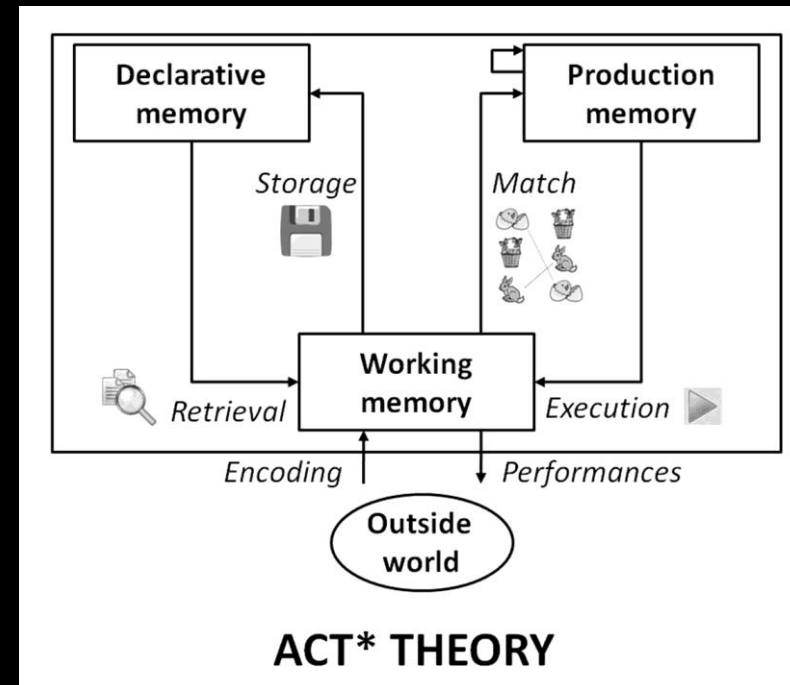 Declarative
memory
Production
memory
Storage
Match
Working
memory
Retrieval
Execution
Encoding
Performances
Outside
world
ACT* THEORY